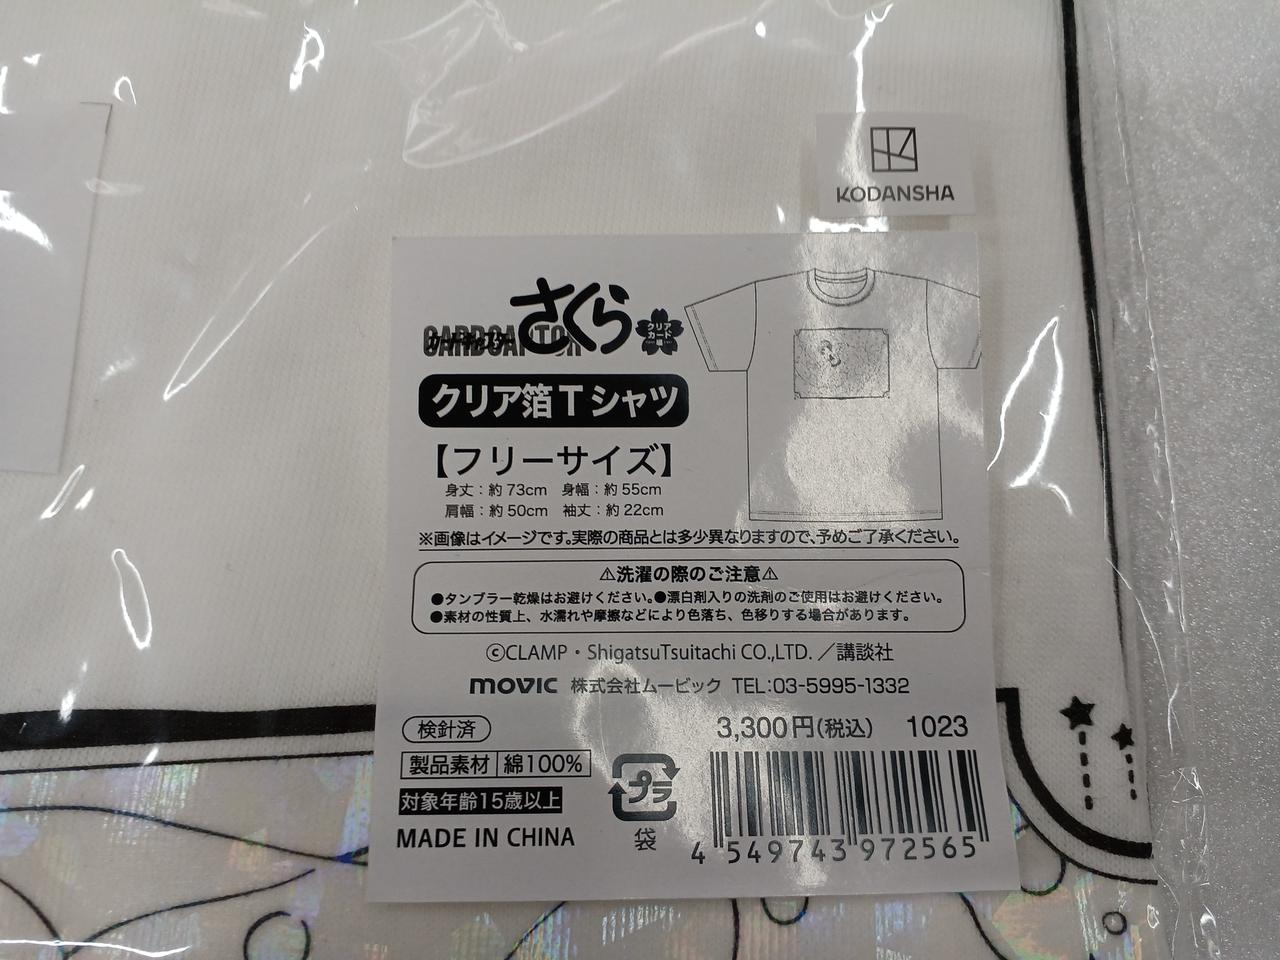 KODANSHA
さくら
CARDCAPTOR
カードキャプター
クリア
カード
編
クリア箔Tシャツ
【フリーサイズ】
身丈：約73cm 身幅：約55cm
肩幅：約50cm 袖丈：約22cm
※画像はイメージです。実際の商品とは多少異なりますので、予めご了承ください。
⚠洗濯の際のご注意⚠
●タンブラー乾燥はお避けください。●漂白剤入りの洗剤のご使用はお避けください。
●素材の性質上、水濡れや摩擦などにより色落ち、色移りする場合があります。
©CLAMP・ShigatsuTsuitachi CO.,LTD.／講談社
movic 株式会社ムービック TEL:03-5995-1332
検針済
3,300円(税込) 1023
製品素材 綿100%
対象年齢15歳以上
MADE IN CHINA
プラ
袋
4 549743 972565